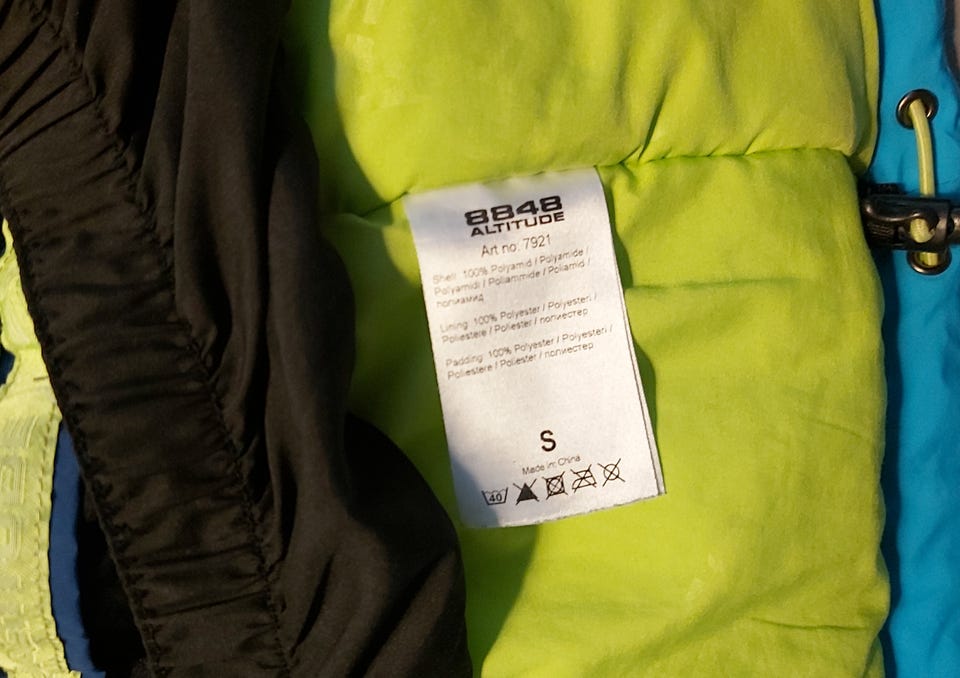 8848
ALTITUDE
Art no: 7921
Shell: 100% Polyamid / Polyamide /
Polyamidi / Poliammide / Poliamid /
полиамид
Lining: 100% Polyester / Polyesteri /
Poliestere / Poliester / полиестер
Padding: 100% Polyester / Polyesteri /
Poliestere / Poliester / полиестер
S
Made in: China
40